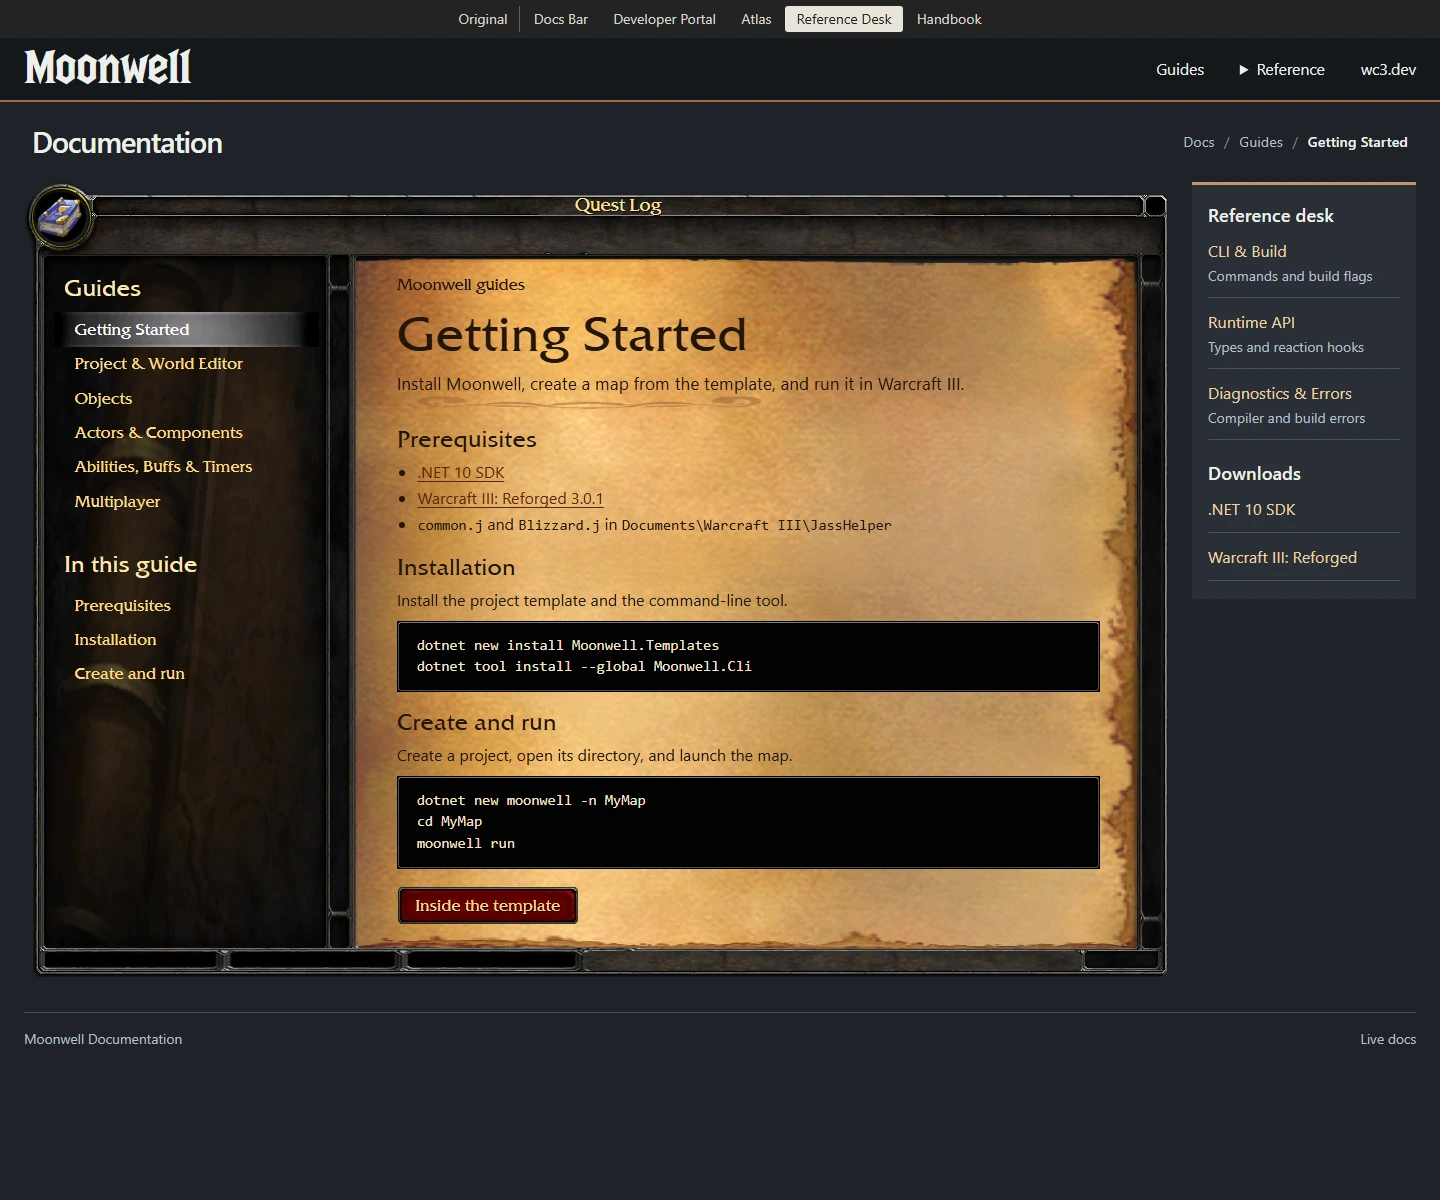 Original
Docs Bar
Developer Portal
Atlas
Reference Desk
Handbook
Moonwell
Guides
▶ Reference
wc3.dev
Documentation
Docs / Guides / Getting Started
Quest Log
Guides
Getting Started
Project & World Editor
Objects
Actors & Components
Abilities, Buffs & Timers
Multiplayer
In this guide
Prerequisites
Installation
Create and run
Moonwell guides
Getting Started
Install Moonwell, create a map from the template, and run it in Warcraft III.
Prerequisites
• .NET 10 SDK
• Warcraft III: Reforged 3.0.1
• common.j and Blizzard.j in Documents\Warcraft III\JassHelper
Installation
Install the project template and the command-line tool.
dotnet new install Moonwell.Templates
dotnet tool install --global Moonwell.Cli
Create and run
Create a project, open its directory, and launch the map.
dotnet new moonwell -n MyMap
cd MyMap
moonwell run
Inside the template
Reference desk
CLI & Build
Commands and build flags
Runtime API
Types and reaction hooks
Diagnostics & Errors
Compiler and build errors
Downloads
.NET 10 SDK
Warcraft III: Reforged
Moonwell Documentation
Live docs